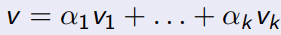 v = α₁v₁ + … + αₖvₖ